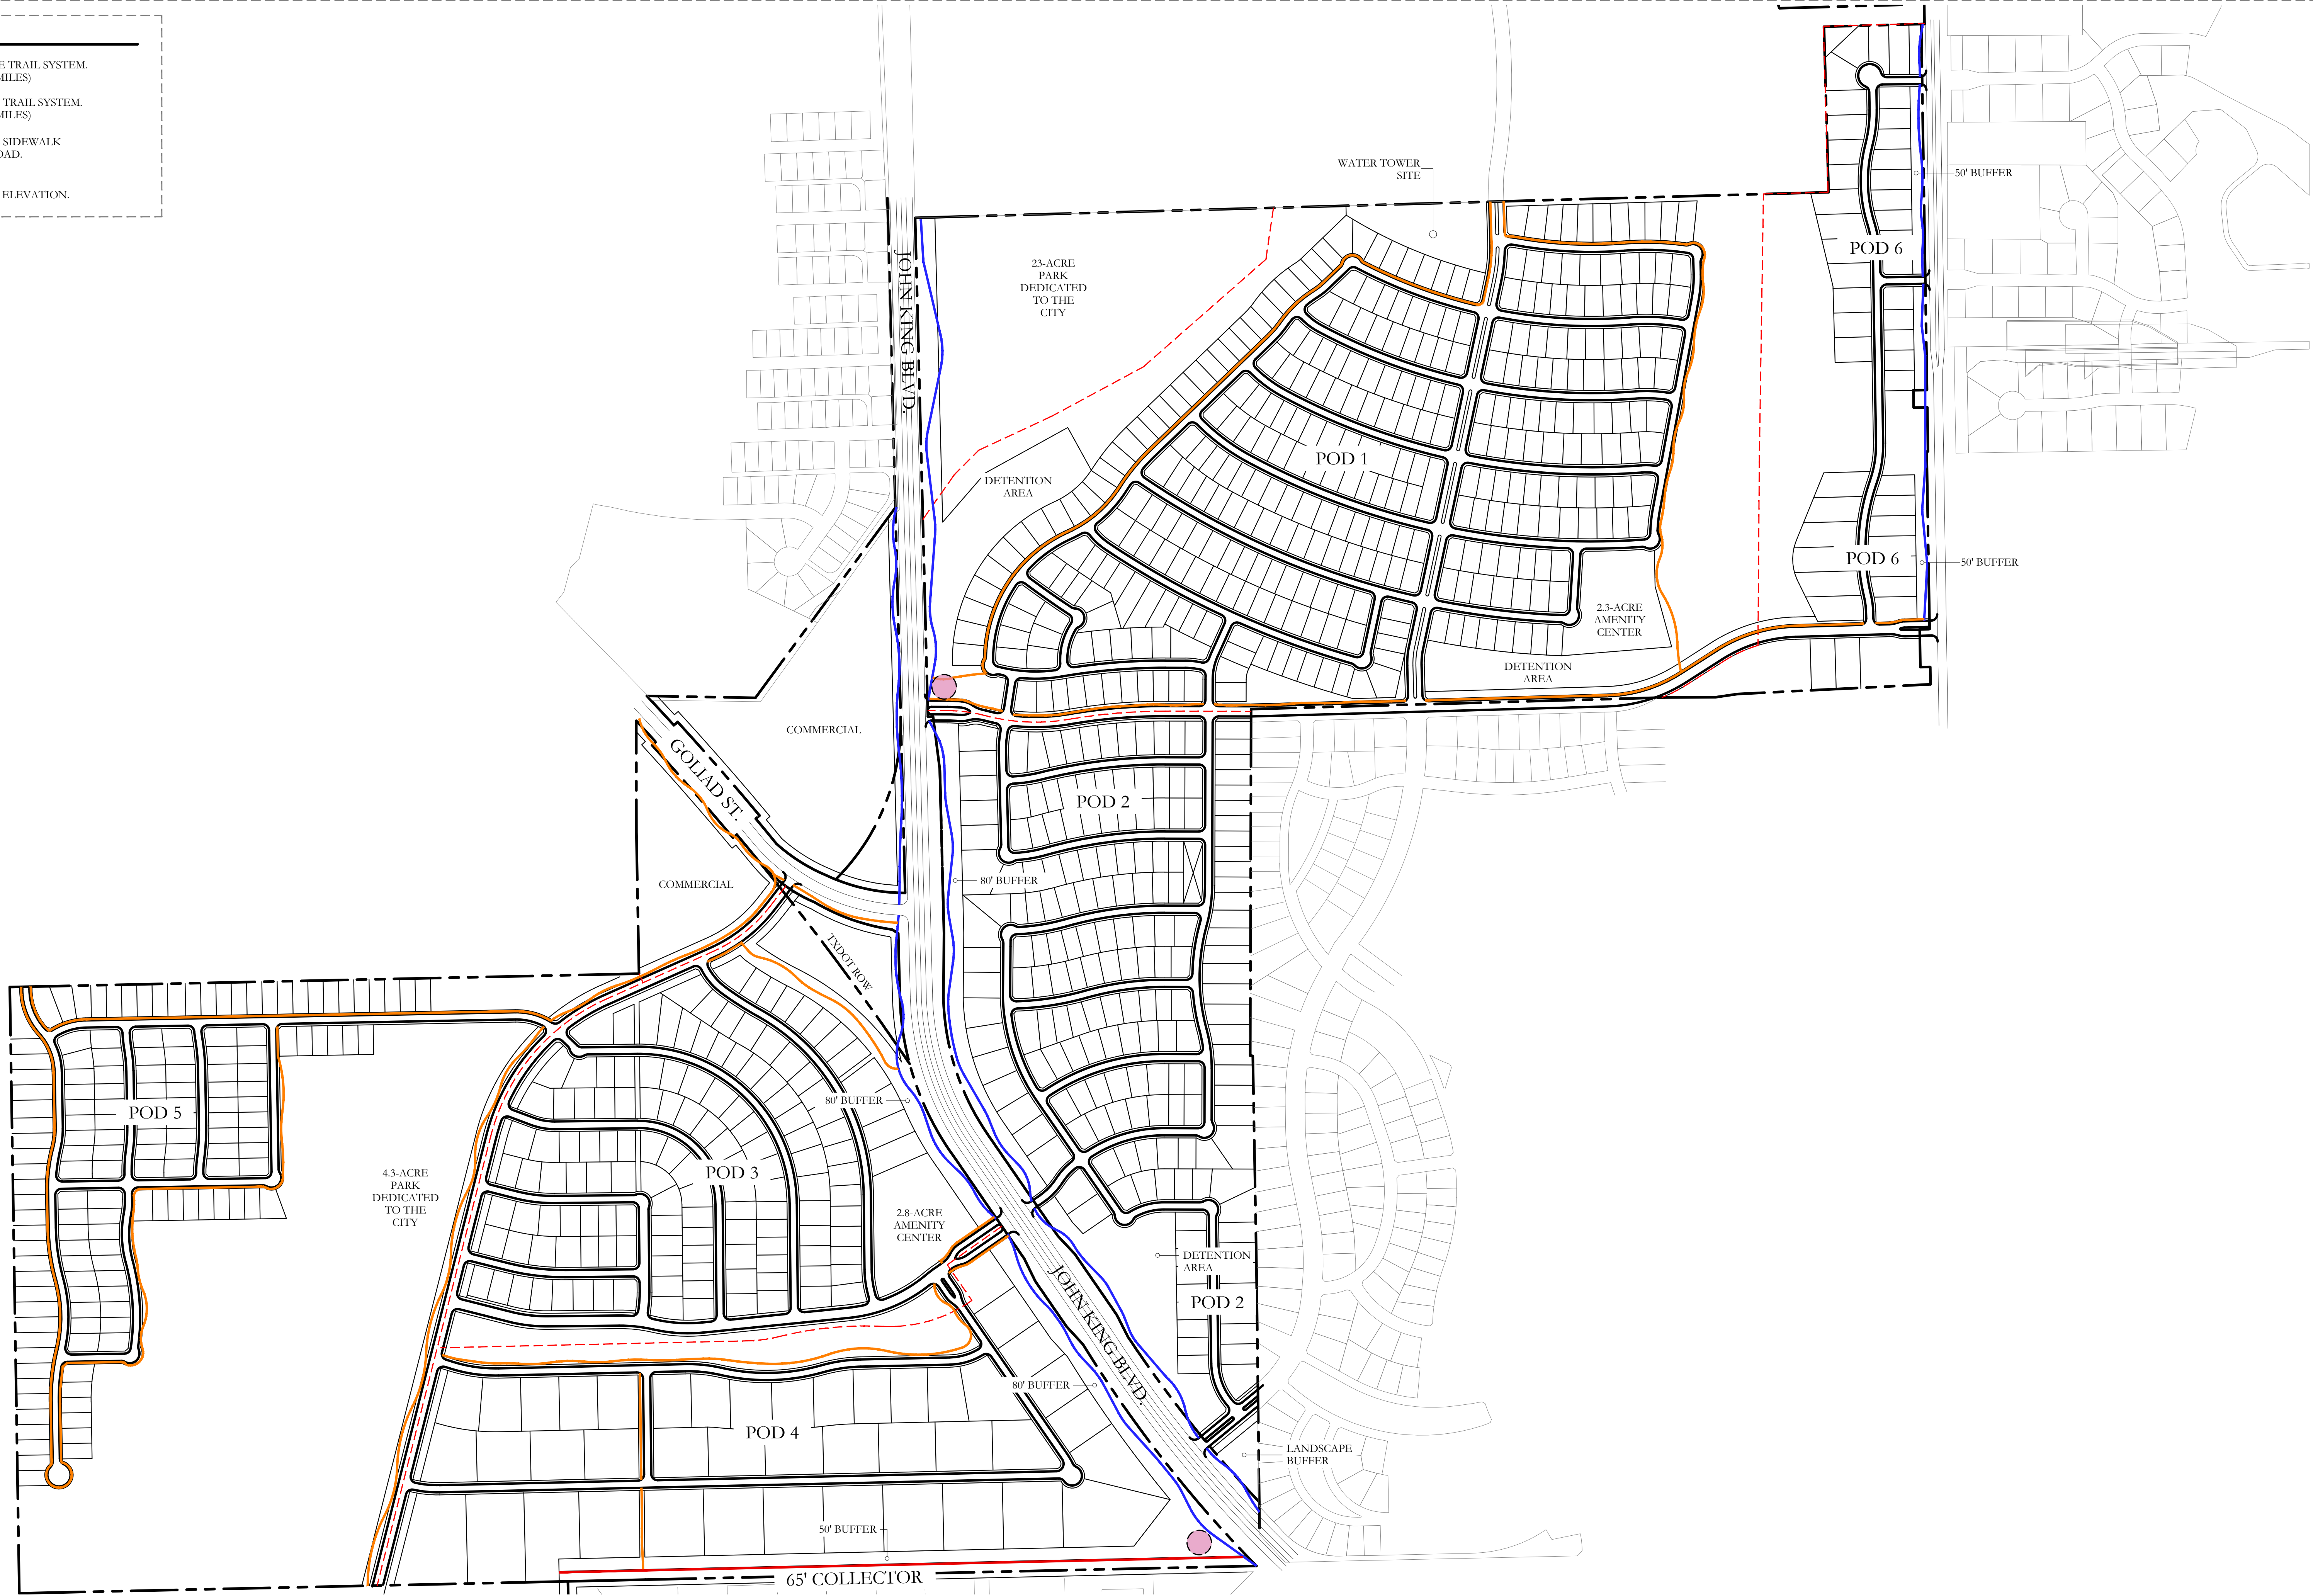 TRAIL SYSTEM.
MILES)
TRAIL SYSTEM.
MILES)
SIDEWALK
OAD.
ELEVATION.
WATER TOWER
SITE
50' BUFFER
POD 6
23-ACRE
PARK
DEDICATED
TO THE
CITY
JOHN KING BLVD.
POD 1
DETENTION
AREA
POD 6
50' BUFFER
2.3-ACRE
AMENITY
CENTER
DETENTION
AREA
COMMERCIAL
GOLIAD ST.
POD 2
80' BUFFER
COMMERCIAL
TXDOT ROW
80' BUFFER
POD 5
POD 3
4.3-ACRE
PARK
DEDICATED
TO THE
CITY
2.8-ACRE
AMENITY
CENTER
DETENTION
AREA
JOHN KING BLVD.
POD 2
80' BUFFER
POD 4
LANDSCAPE
BUFFER
50' BUFFER
65' COLLECTOR